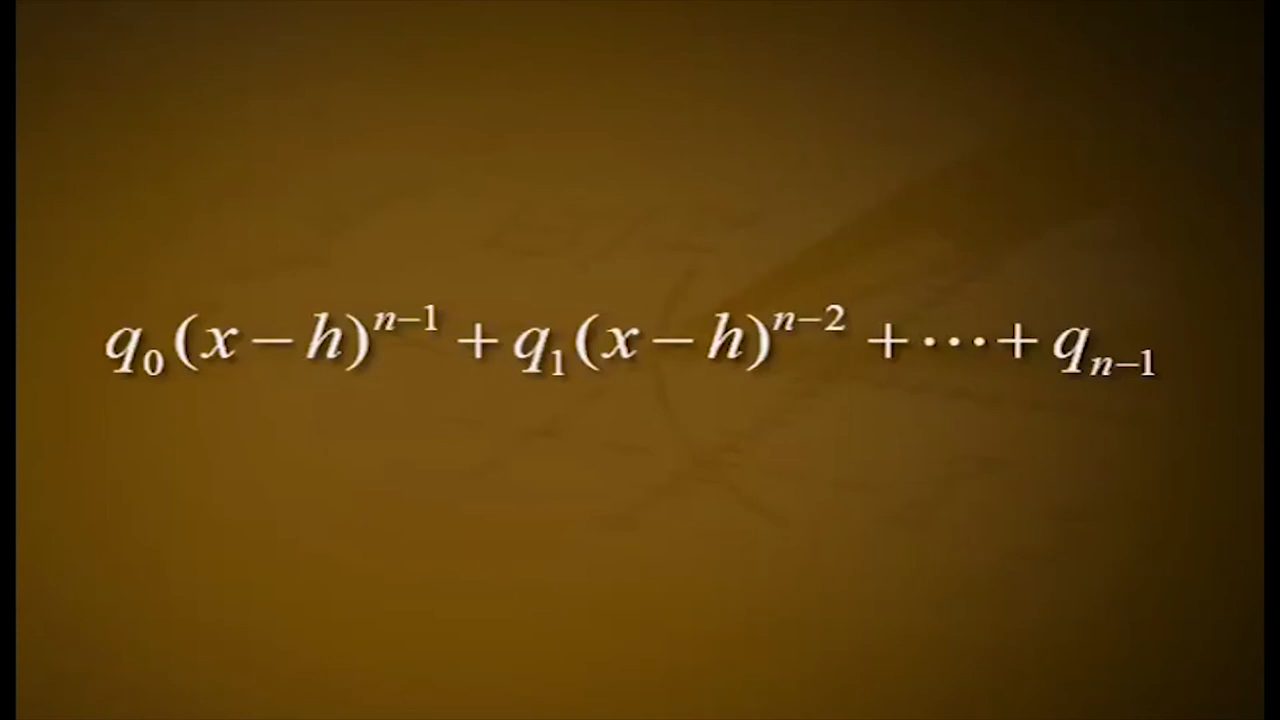 q₀(x − h)ⁿ⁻¹ + q₁(x − h)ⁿ⁻² + ⋯ + qₙ₋₁